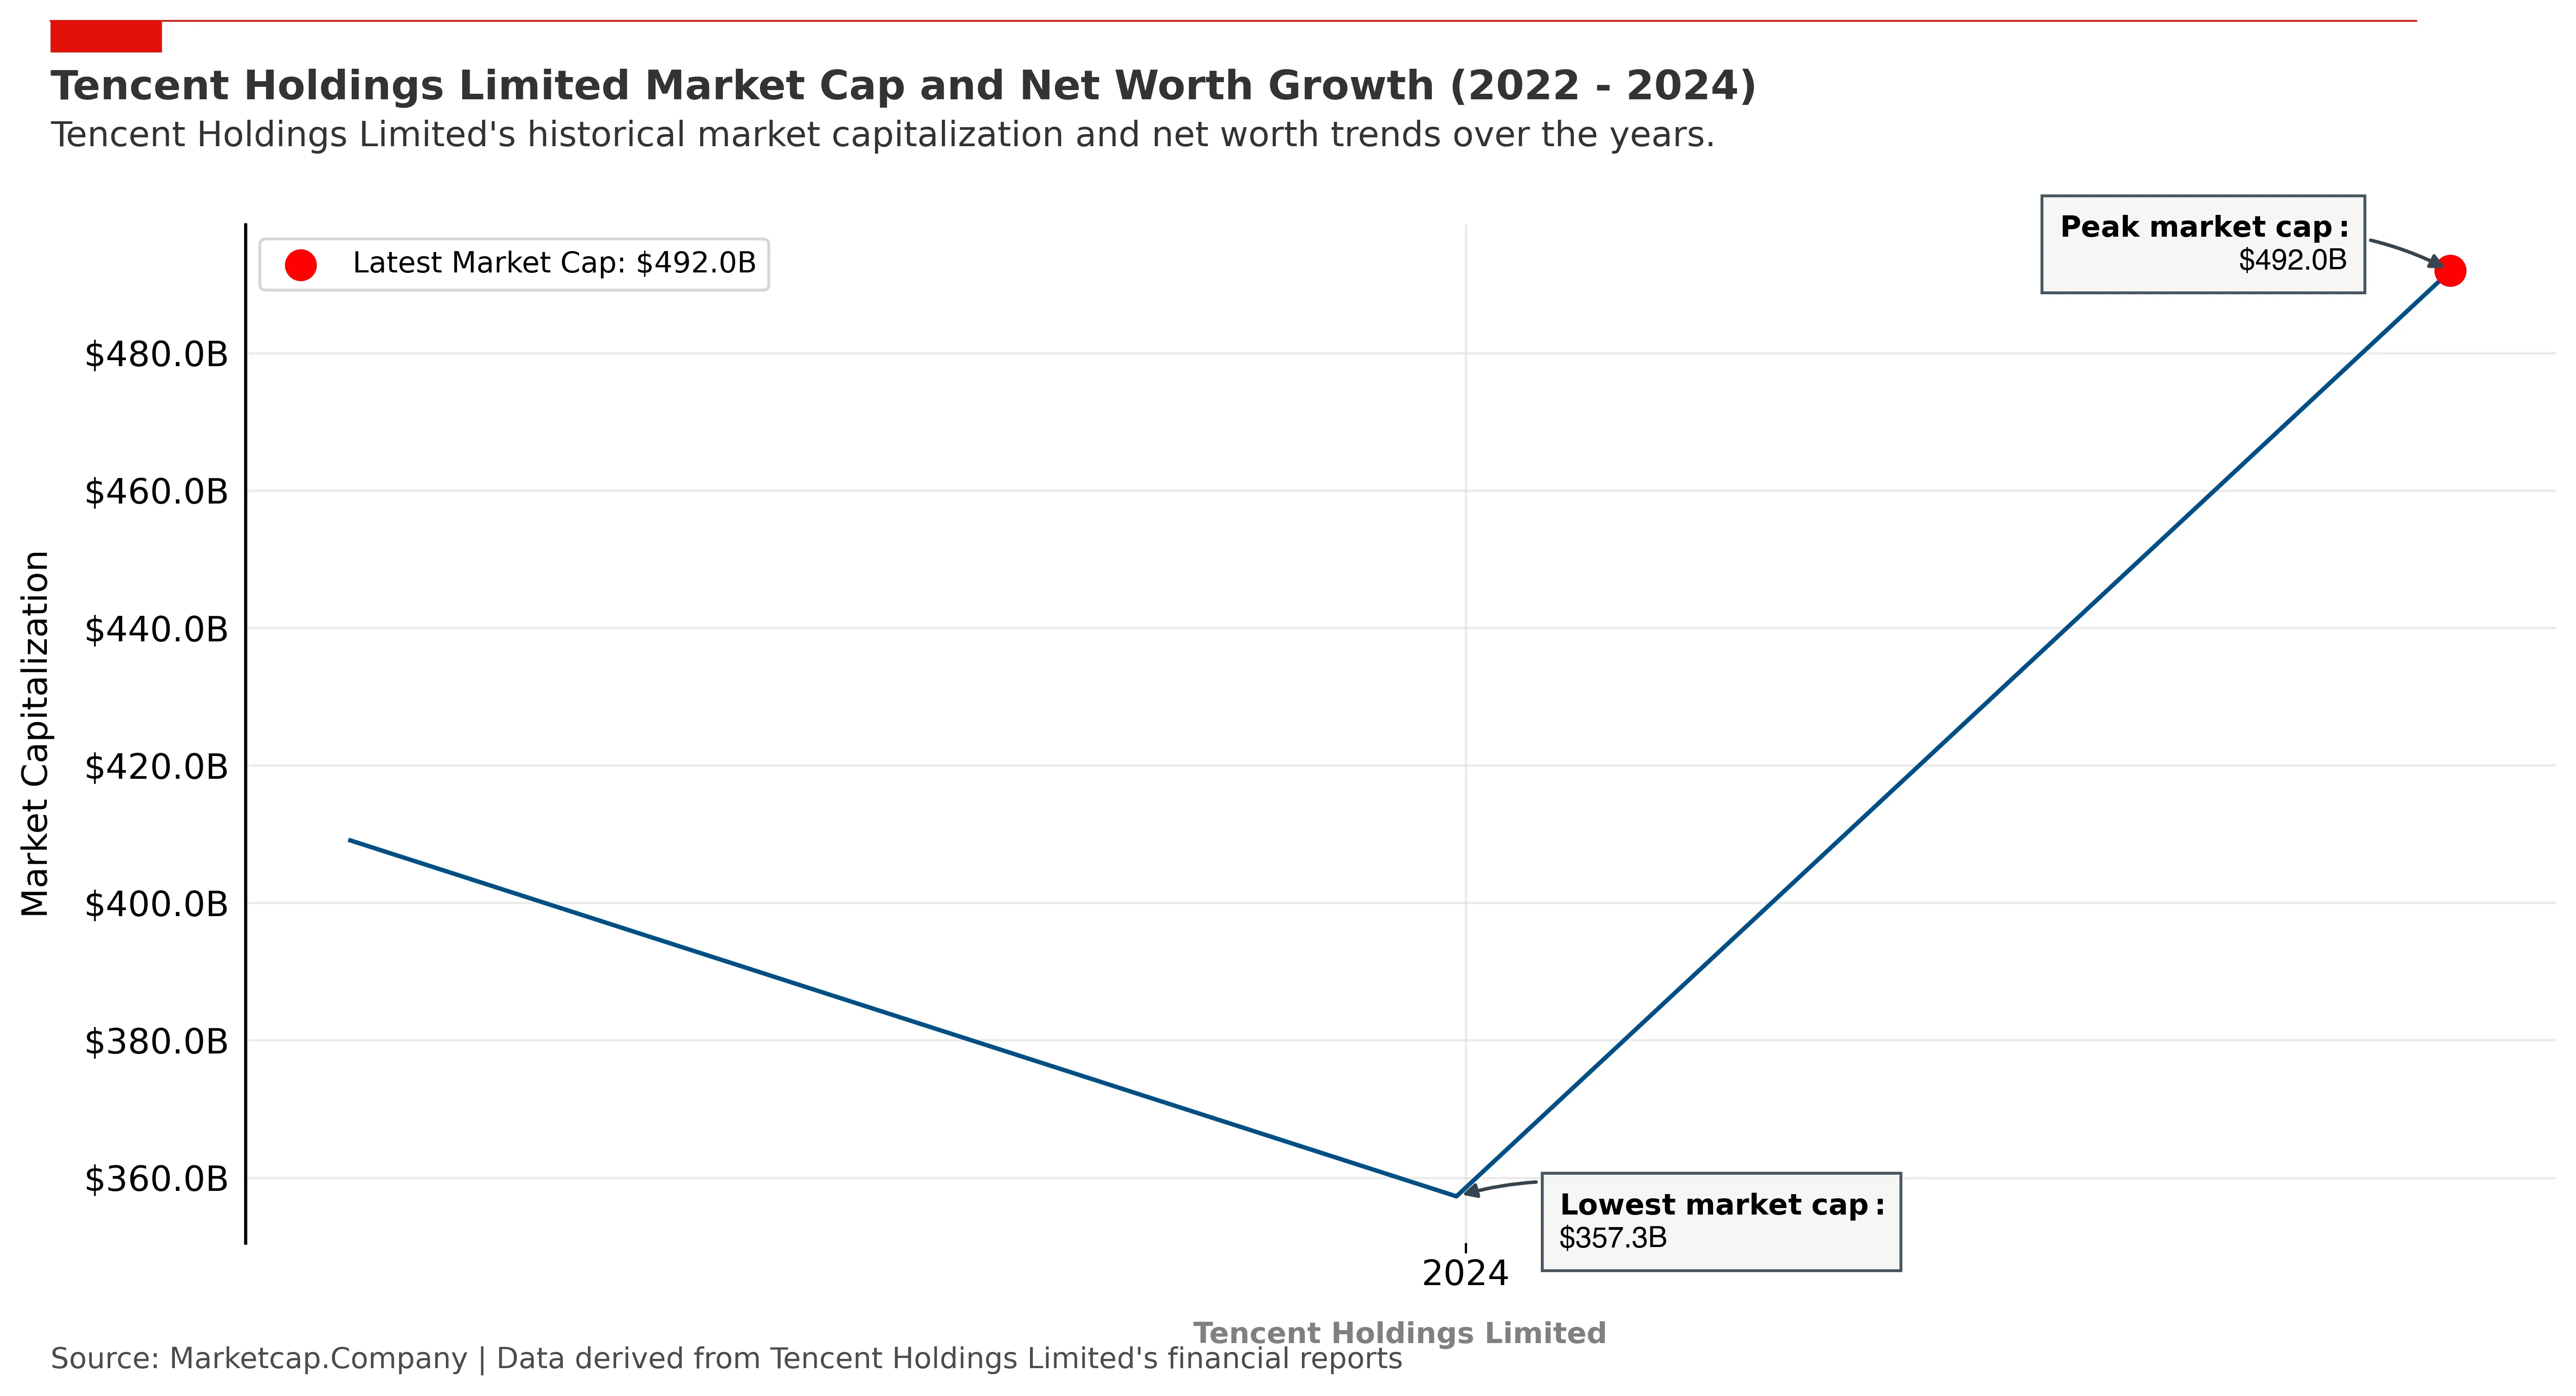 Tencent Holdings Limited Market Cap and Net Worth Growth (2022 - 2024)
Tencent Holdings Limited's historical market capitalization and net worth trends over the years.
Peak market cap:
$492.0B
Latest Market Cap: $492.0B
$480.0B
$460.0B
$440.0B
$420.0B
$400.0B
$380.0B
$360.0B
Market Capitalization
Lowest market cap:
$357.3B
2024
Tencent Holdings Limited
Source: Marketcap.Company | Data derived from Tencent Holdings Limited's financial reports